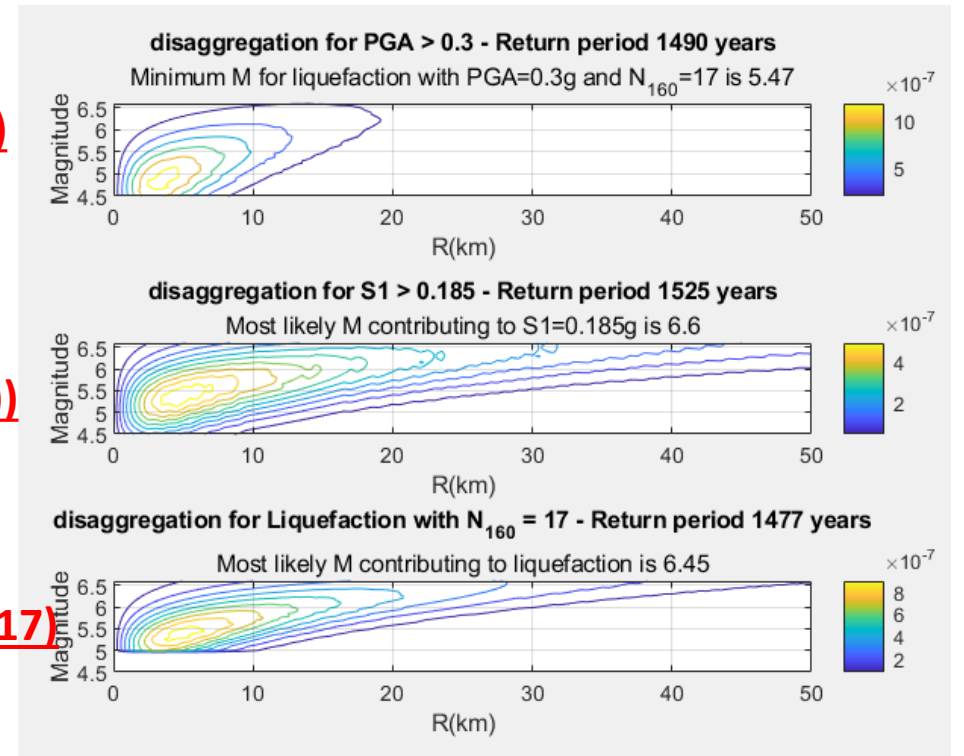 disaggregation for PGA > 0.3 - Return period 1490 years
Minimum M for liquefaction with PGA=0.3g and N160=17 is 5.47
×10-7
)
Magnitude
6.5
6
5.5
5
4.5
0 10 20 30 40 50
R(km)
10
5
disaggregation for S1 > 0.185 - Return period 1525 years
Most likely M contributing to S1=0.185g is 6.6
×10-7
)
Magnitude
6.5
6
5.5
5
4.5
0 10 20 30 40 50
R(km)
4
2
disaggregation for Liquefaction with N160 = 17 - Return period 1477 years
Most likely M contributing to liquefaction is 6.45
×10-7
17)
Magnitude
6.5
6
5.5
5
4.5
0 10 20 30 40 50
R(km)
8
6
4
2